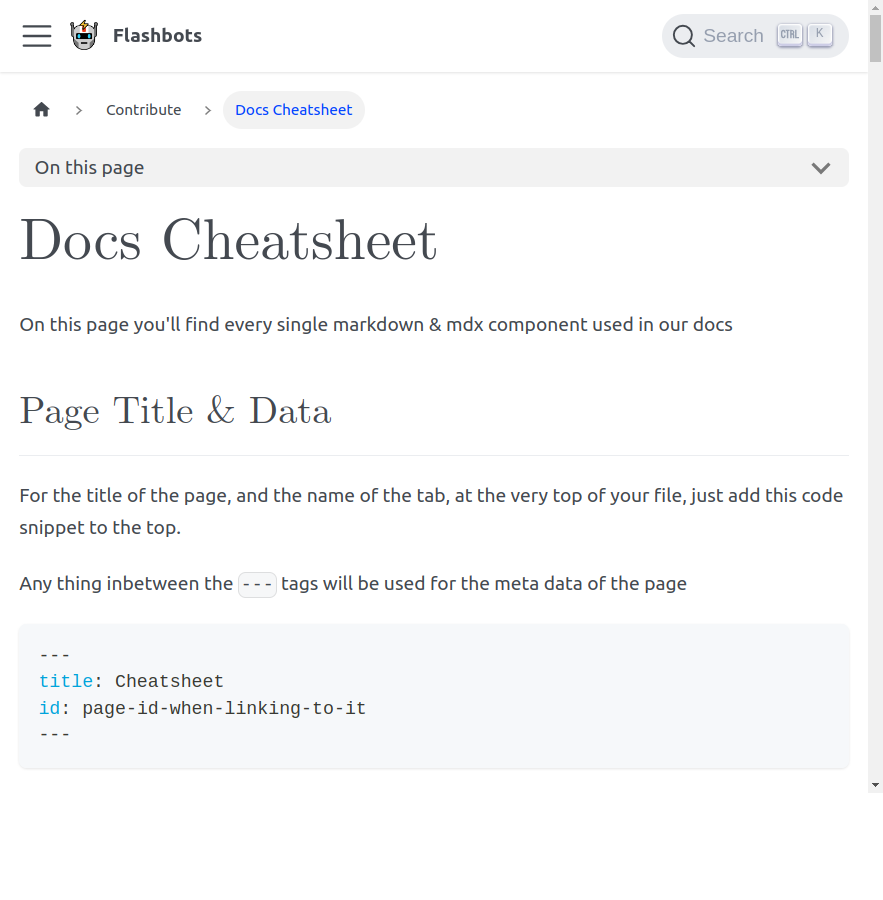 Flashbots
Search CTRL K
Contribute
Docs Cheatsheet
On this page
Docs Cheatsheet
On this page you'll find every single markdown & mdx component used in our docs
Page Title & Data
For the title of the page, and the name of the tab, at the very top of your file, just add this code
snippet to the top.
Any thing inbetween the --- tags will be used for the meta data of the page
---
title: Cheatsheet
id: page-id-when-linking-to-it
---